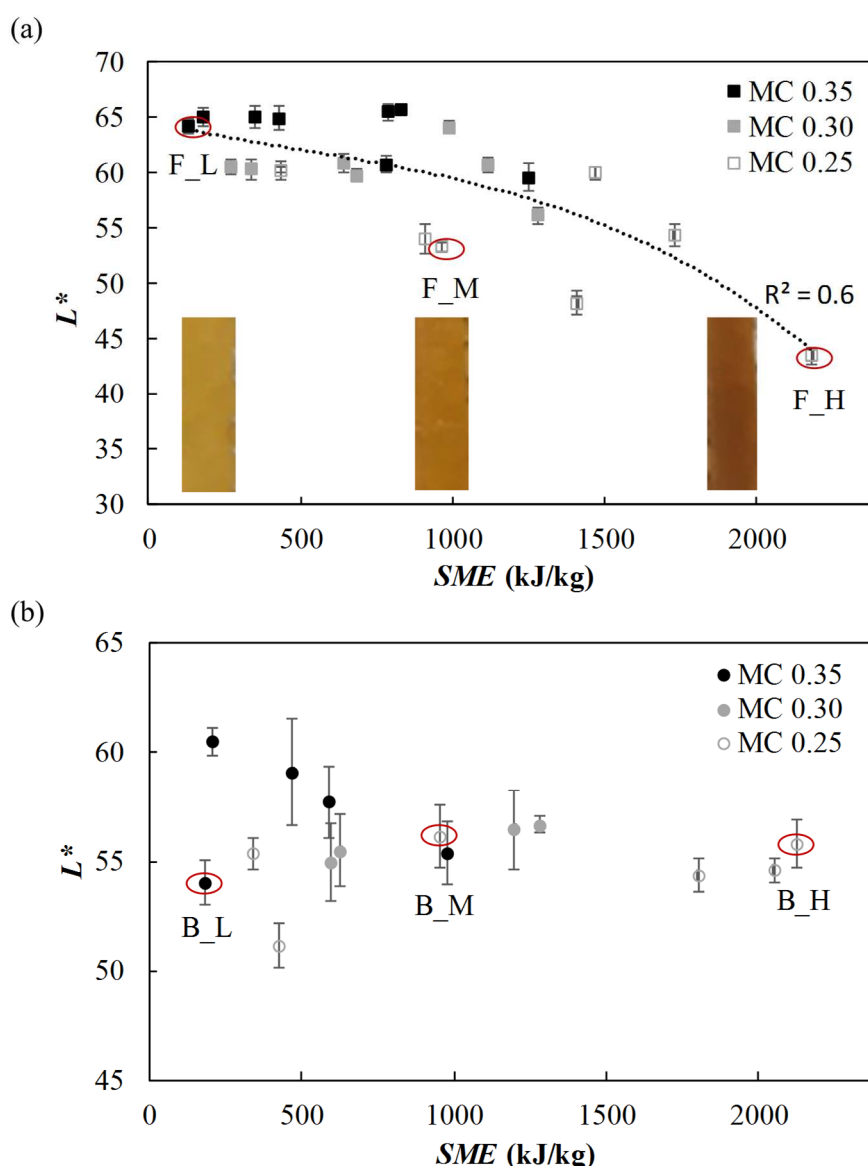 (a)
70
65
60
55
50
45
40
35
30
L*
MC 0.35
MC 0.30
MC 0.25
F_L
F_M
R² = 0.6
F_H
0 500 1000 1500 2000
SME (kJ/kg)
(b)
65
60
55
50
45
L*
MC 0.35
MC 0.30
MC 0.25
B_L
B_M
B_H
0 500 1000 1500 2000
SME (kJ/kg)